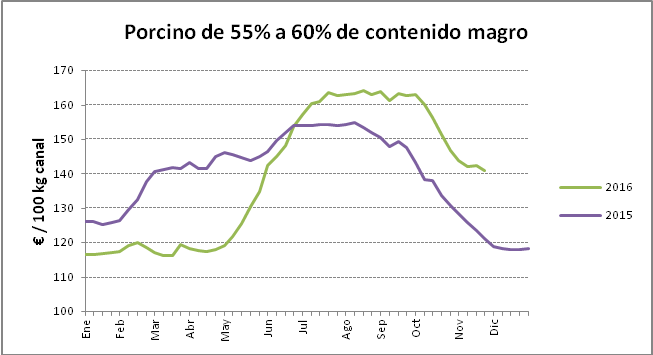 Porcino de 55% a 60% de contenido magro
€ / 100 kg canal
170
160
150
140
130
120
110
100
Ene
Feb
Mar
Abr
May
Jun
Jul
Ago
Sep
Oct
Nov
Dic
2016
2015